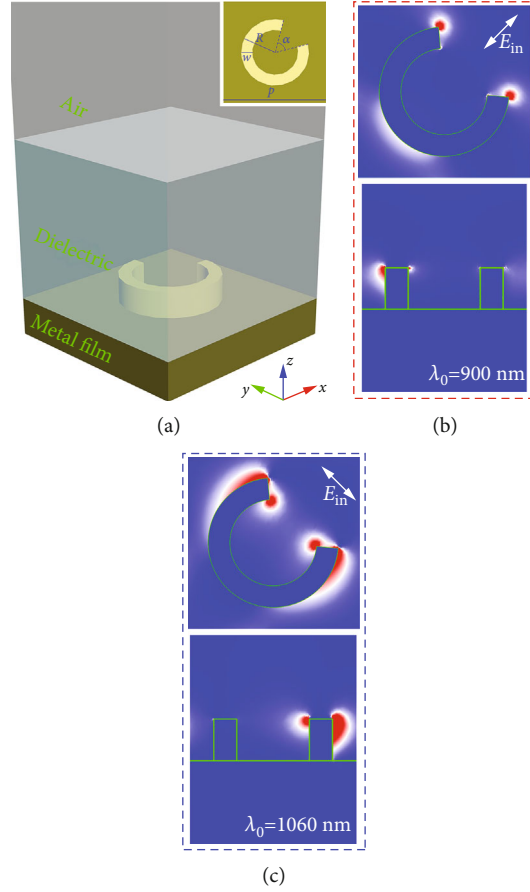 R
α
w
p
Air
Dielectric
Metal film
z
y
x
(a)
E_in
λ₀=900 nm
(b)
E_in
λ₀=1060 nm
(c)